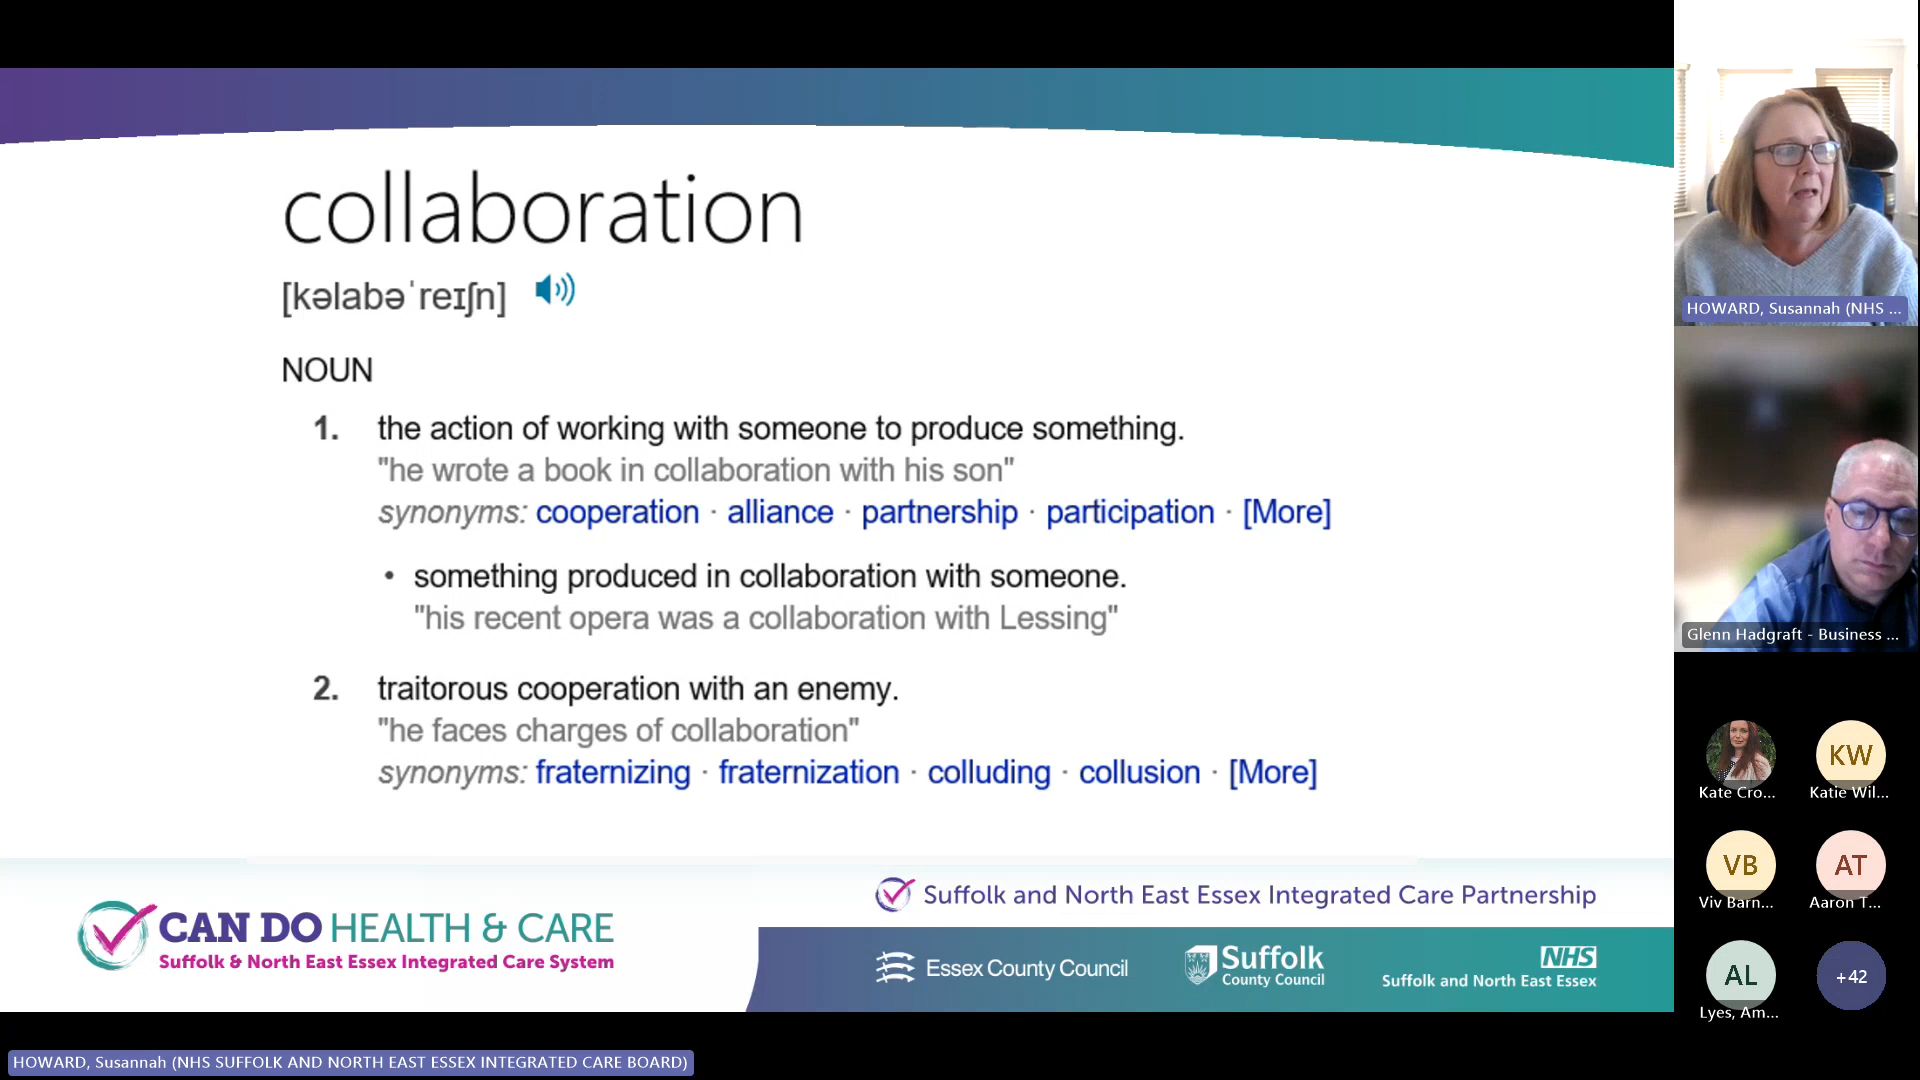 collaboration
[kəlabəˈreɪʃn]
NOUN
1. the action of working with someone to produce something.
"he wrote a book in collaboration with his son"
synonyms: cooperation · alliance · partnership · participation · [More]
• something produced in collaboration with someone.
"his recent opera was a collaboration with Lessing"
2. traitorous cooperation with an enemy.
"he faces charges of collaboration"
synonyms: fraternizing · fraternization · colluding · collusion · [More]
CAN DO HEALTH & CARE
Suffolk & North East Essex Integrated Care System
Suffolk and North East Essex Integrated Care Partnership
Essex County Council
Suffolk
County Council
NHS
Suffolk and North East Essex
HOWARD, Susannah (NHS SUFFOLK AND NORTH EAST ESSEX INTEGRATED CARE BOARD)
HOWARD, Susannah (NHS ...
Glenn Hadgraft - Business ...
Kate Cro...
KW
Katie Wil...
VB
Viv Barn...
AT
Aaron T...
AL
Lyes, Am...
+42